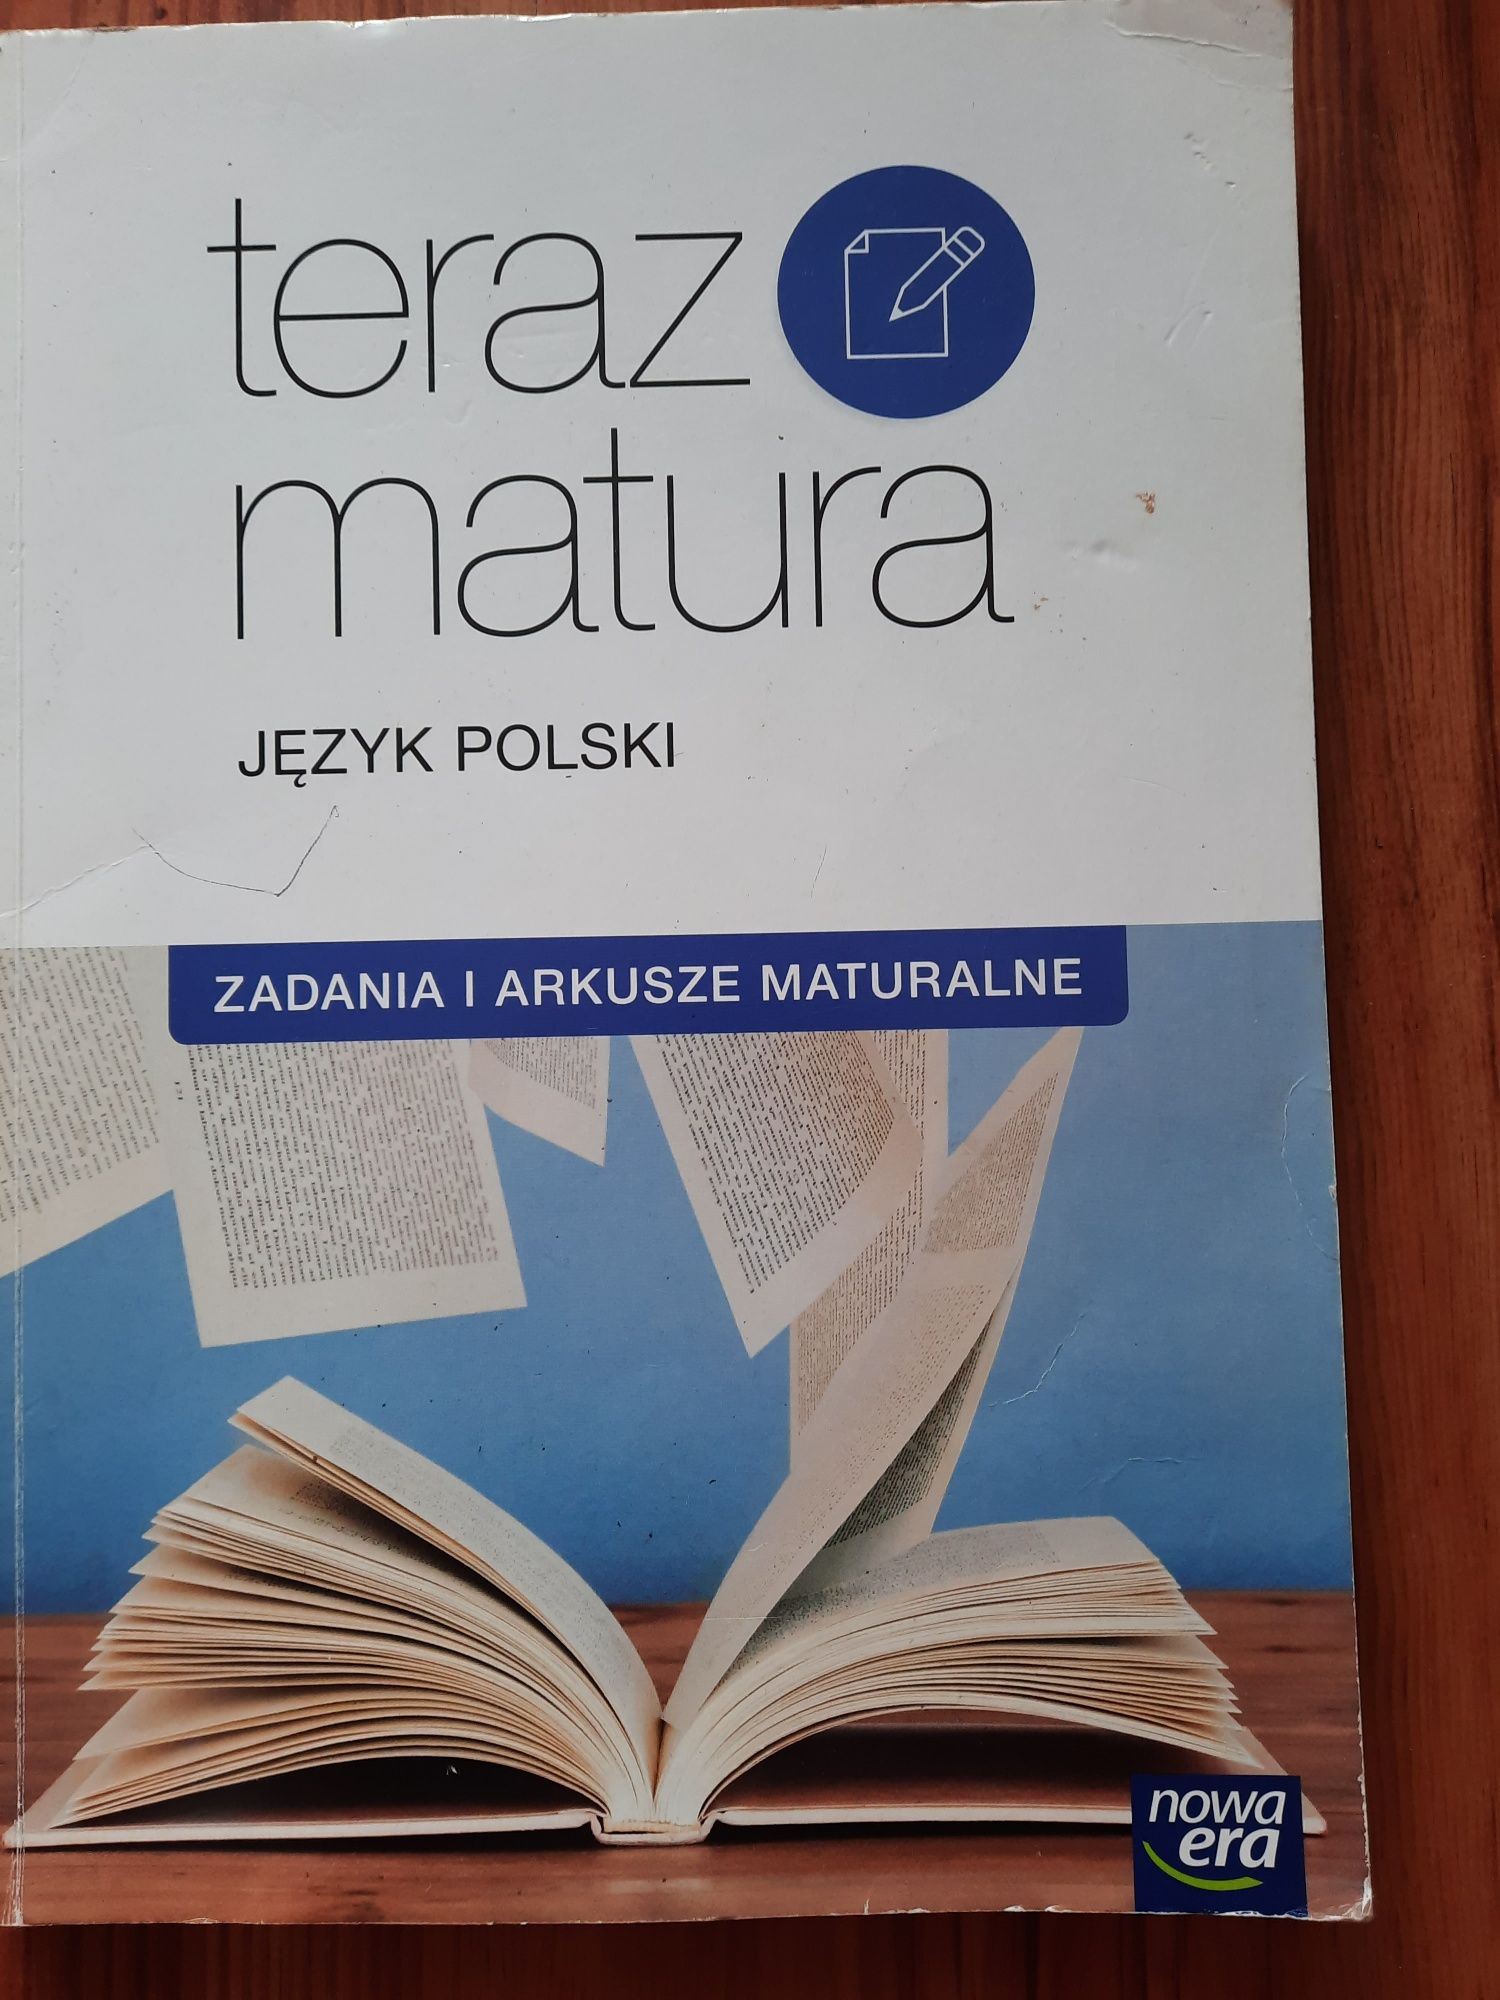 teraz
matura
JĘZYK POLSKI
ZADANIA I ARKUSZE MATURALNE
nowa
era